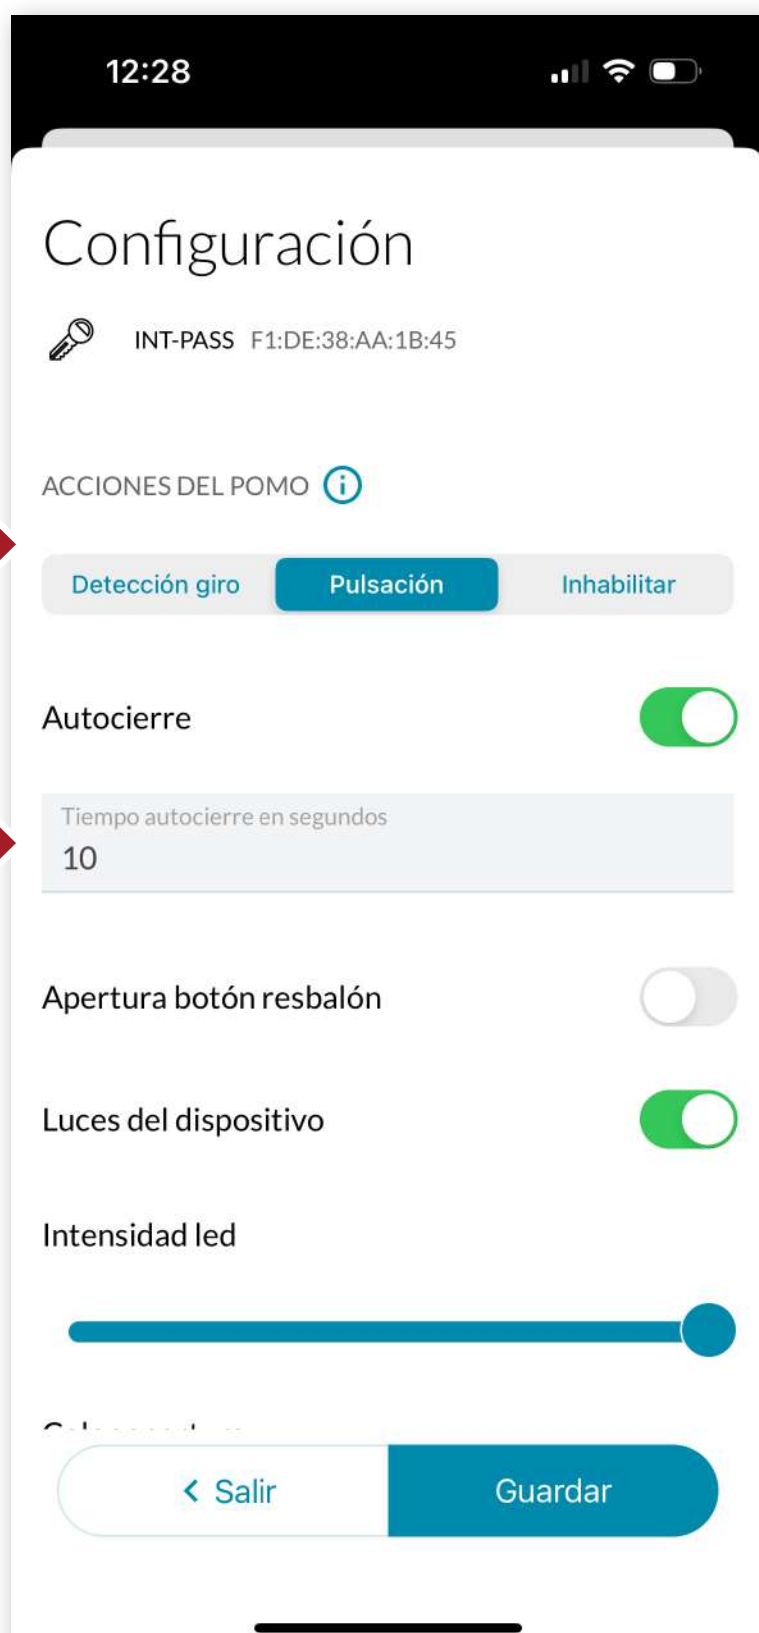 12:28
Configuración
INT-PASS F1:DE:38:AA:1B:45
ACCIONES DEL POMO
Detección giro Pulsación Inhabilitar
Autocierre
Tiempo autocierre en segundos
10
Apertura botón resbalón
Luces del dispositivo
Intensidad led
< Salir Guardar